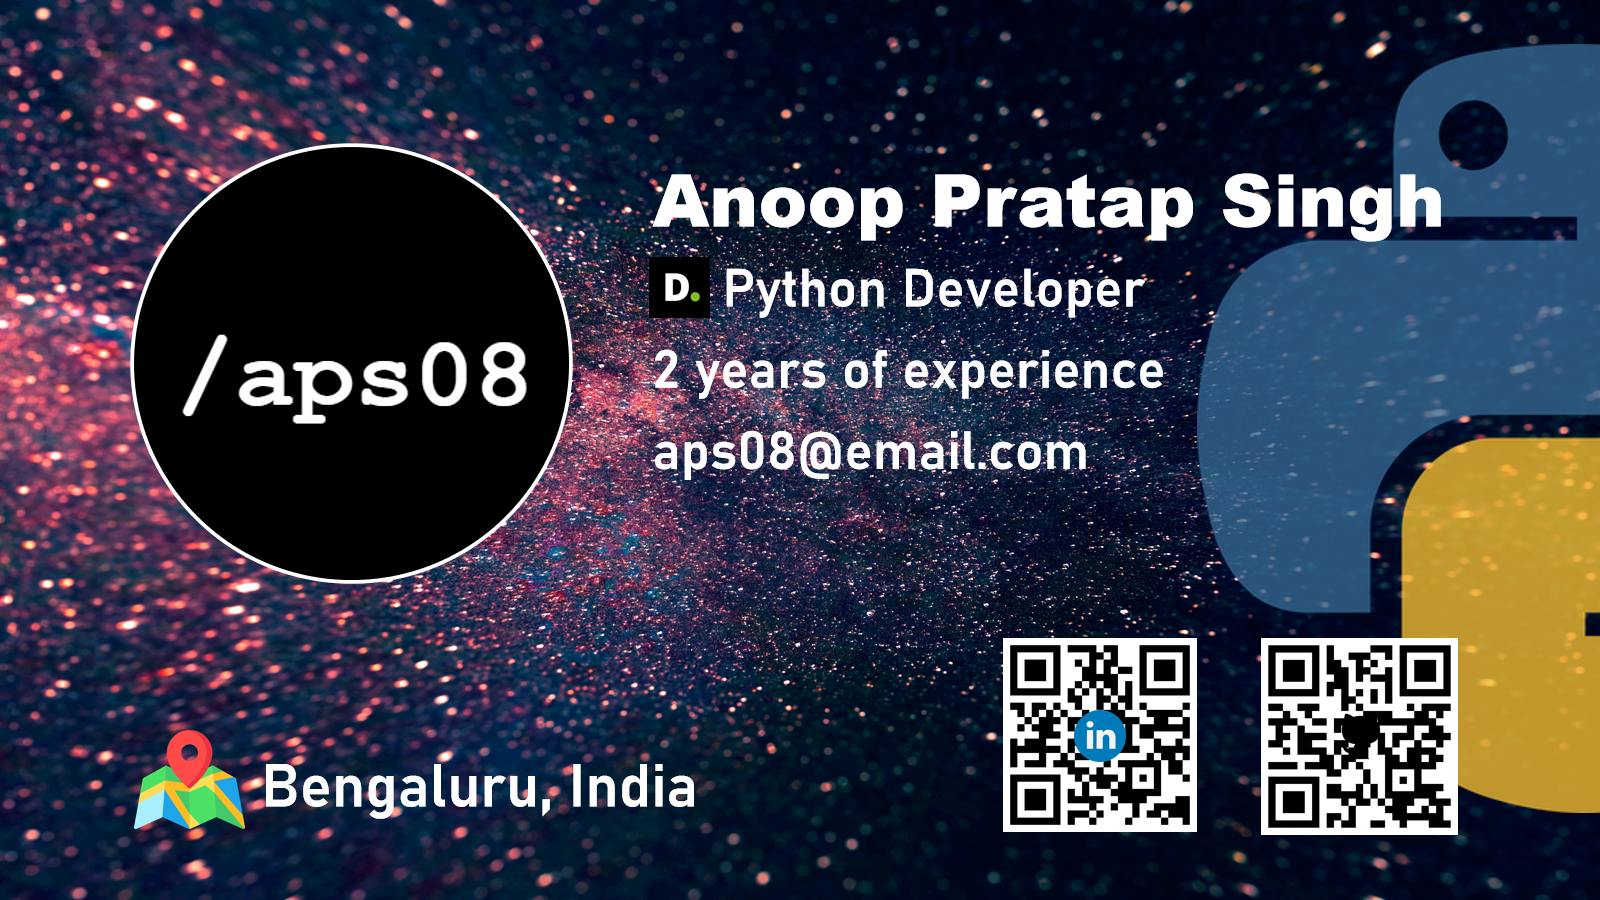 Anoop Pratap Singh
D. Python Developer
/aps08
2 years of experience
aps08@email.com
in
Bengaluru, India